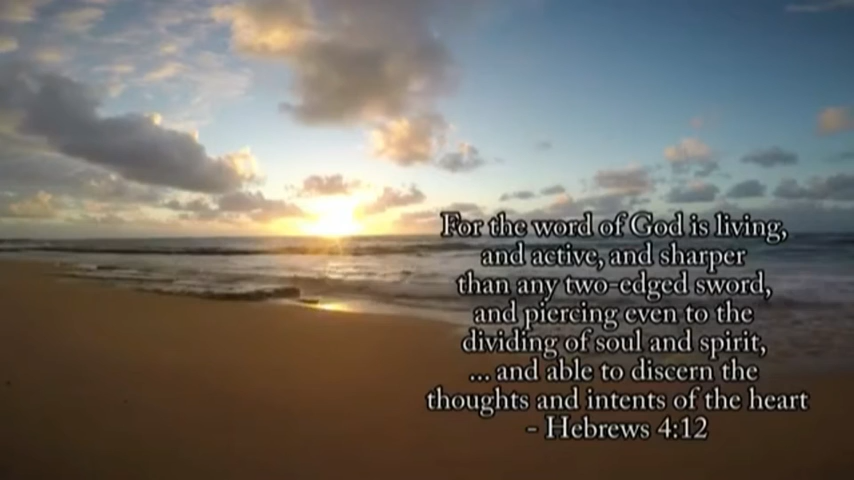 For the word of God is living,
and active, and sharper
than any two-edged sword,
and piercing even to the
dividing of soul and spirit,
... and able to discern the
thoughts and intents of the heart
- Hebrews 4:12